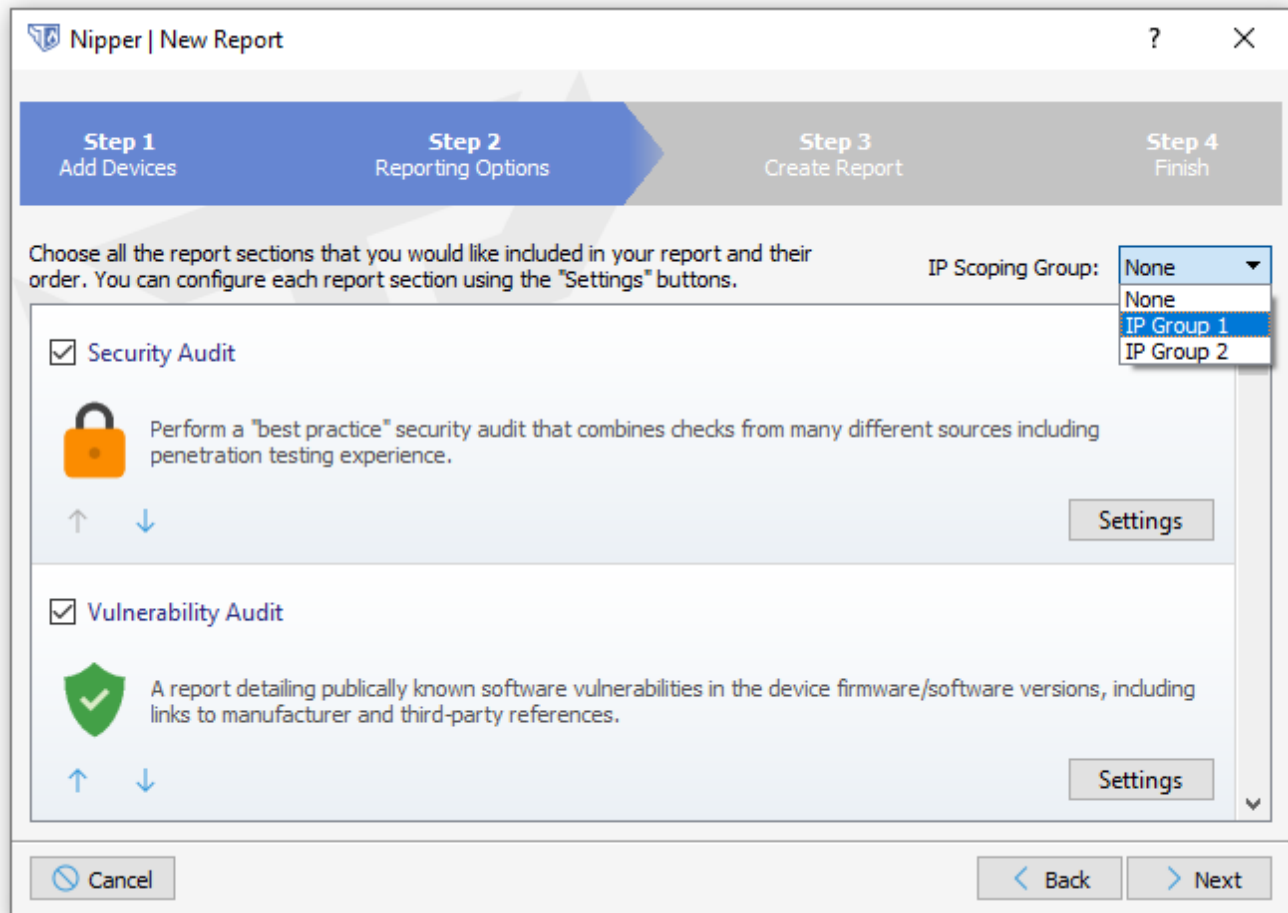 Nipper | New Report
?
Step 1
Add Devices
Step 2
Reporting Options
Step 3
Create Report
Step 4
Finish
Choose all the report sections that you would like included in your report and their
order. You can configure each report section using the "Settings" buttons.
IP Scoping Group:
None
None
IP Group 1
IP Group 2
Security Audit
Perform a "best practice" security audit that combines checks from many different sources including
penetration testing experience.
Settings
Vulnerability Audit
A report detailing publically known software vulnerabilities in the device firmware/software versions, including
links to manufacturer and third-party references.
Settings
Cancel
Back
Next